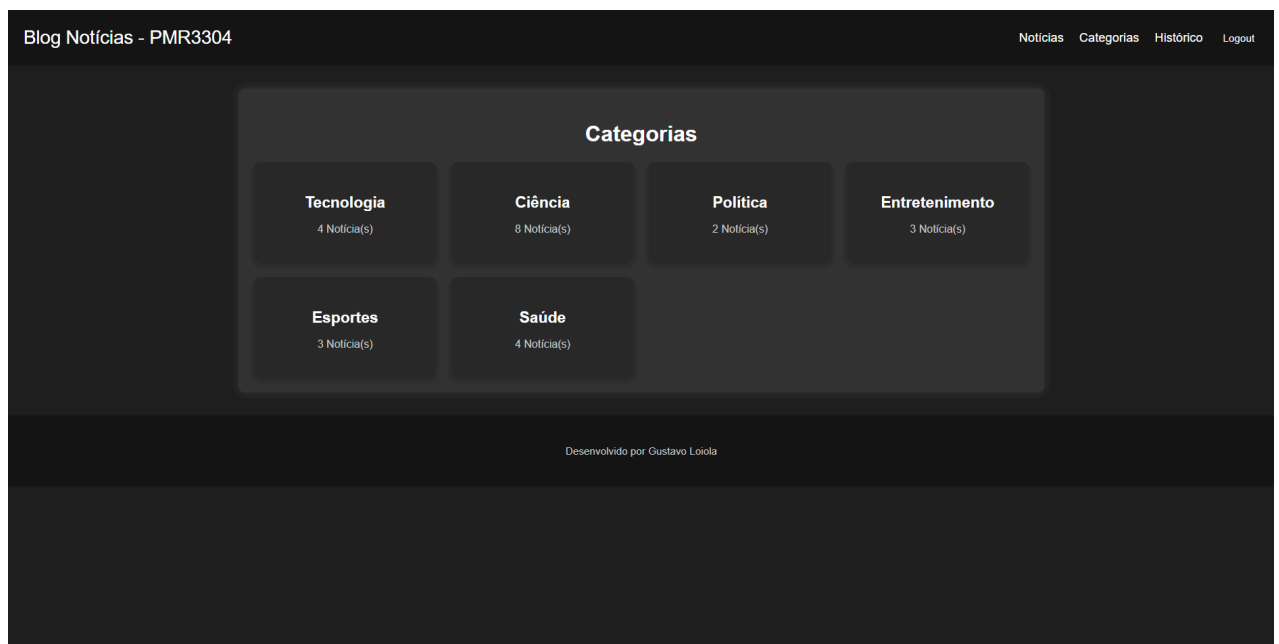 Blog Notícias - PMR3304
Notícias Categorias Histórico Logout
Categorias
Tecnologia
4 Notícia(s)
Ciência
8 Notícia(s)
Política
2 Notícia(s)
Entretenimento
3 Notícia(s)
Esportes
3 Notícia(s)
Saúde
4 Notícia(s)
Desenvolvido por Gustavo Loiola